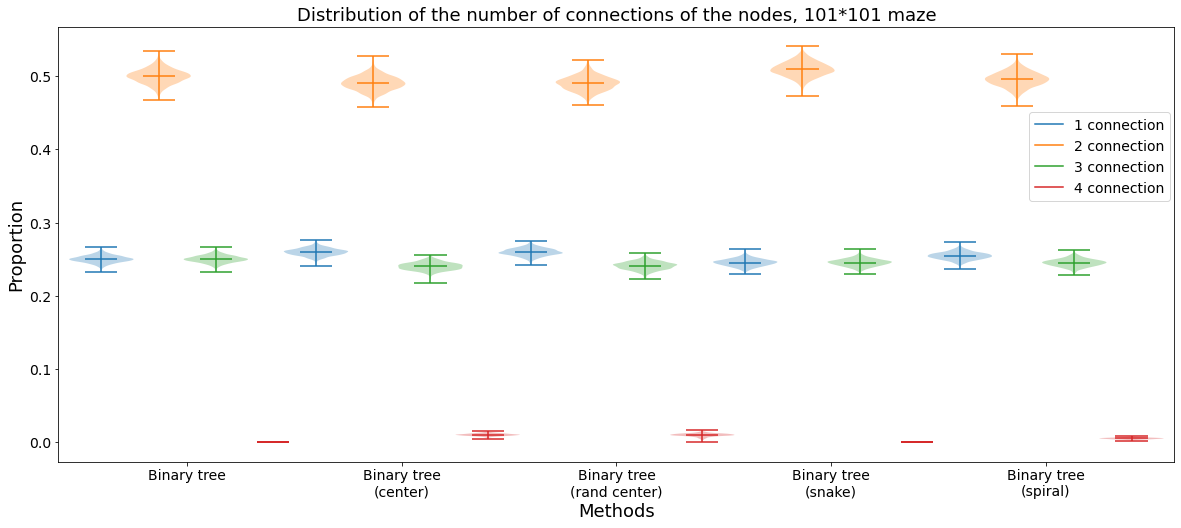 Distribution of the number of connections of the nodes, 101*101 maze
Proportion
0.5
0.4
0.3
0.2
0.1
0.0
1 connection
2 connection
3 connection
4 connection
Binary tree
Binary tree
(center)
Binary tree
(rand center)
Binary tree
(snake)
Binary tree
(spiral)
Methods